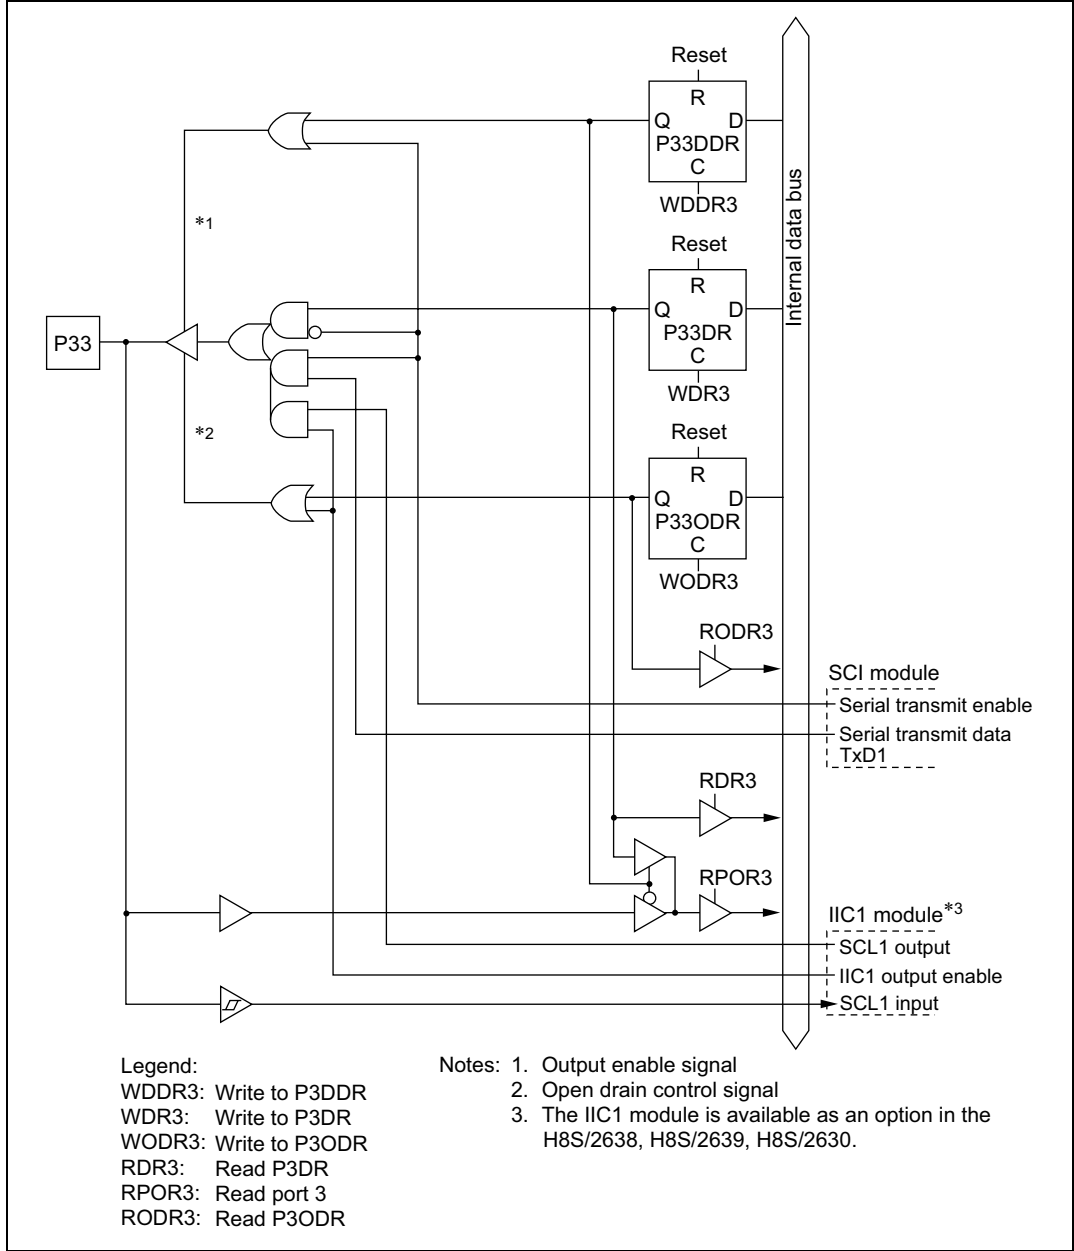 Reset
R
Q D
P33DDR
C
WDDR3
Internal data bus
*1
Reset
R
Q D
P33DR
C
WDR3
P33
*2
Reset
R
Q D
P33ODR
C
WODR3
RODR3
SCI module
Serial transmit enable
Serial transmit data
TxD1
RDR3
RPOR3
IIC1 module*3
SCL1 output
IIC1 output enable
SCL1 input
Legend:
WDDR3: Write to P3DDR
WDR3: Write to P3DR
WODR3: Write to P3ODR
RDR3: Read P3DR
RPOR3: Read port 3
RODR3: Read P3ODR
Notes: 1. Output enable signal
2. Open drain control signal
3. The IIC1 module is available as an option in the
H8S/2638, H8S/2639, H8S/2630.